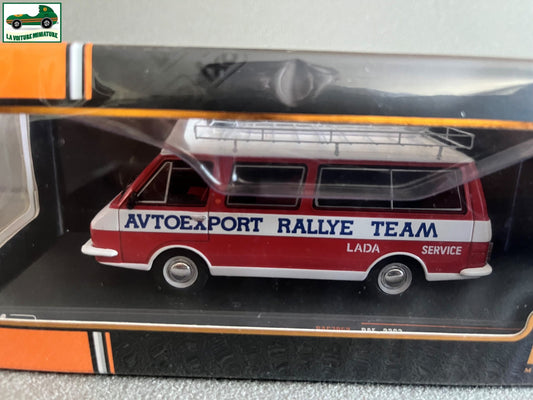 LA VOITURE MINIATURE
AVTOEXPORT RALLYE TEAM
LADA SERVICE